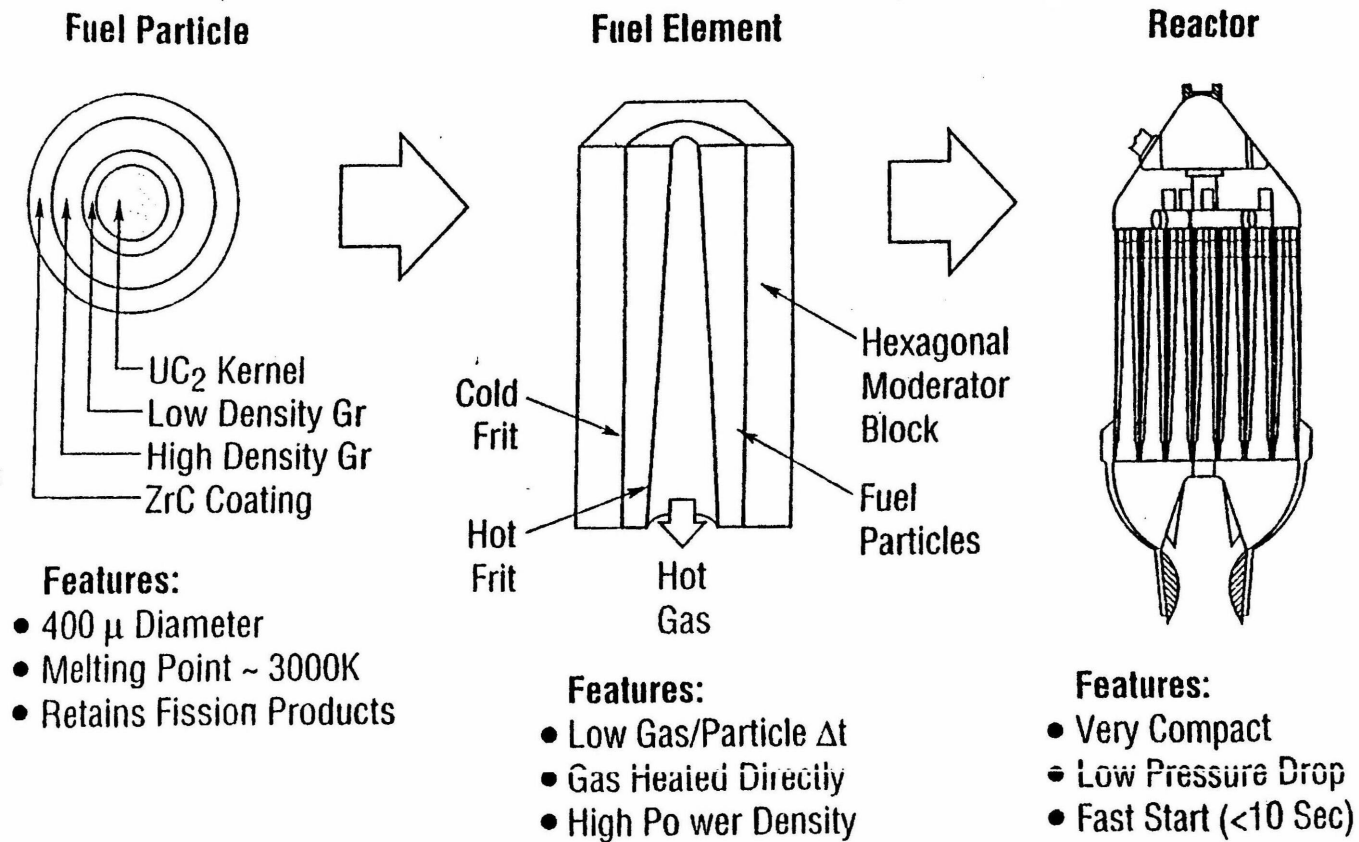 Fuel Particle
UC₂ Kernel
Low Density Gr
High Density Gr
ZrC Coating
Features:
• 400 μ Diameter
• Melting Point ~ 3000K
• Retains Fission Products
Fuel Element
Cold
Frit
Hot
Frit
Hot
Gas
Hexagonal
Moderator
Block
Fuel
Particles
Features:
• Low Gas/Particle Δt
• Gas Heated Directly
• High Po wer Density
Reactor
Features:
• Very Compact
• Low Pressure Drop
• Fast Start (<10 Sec)